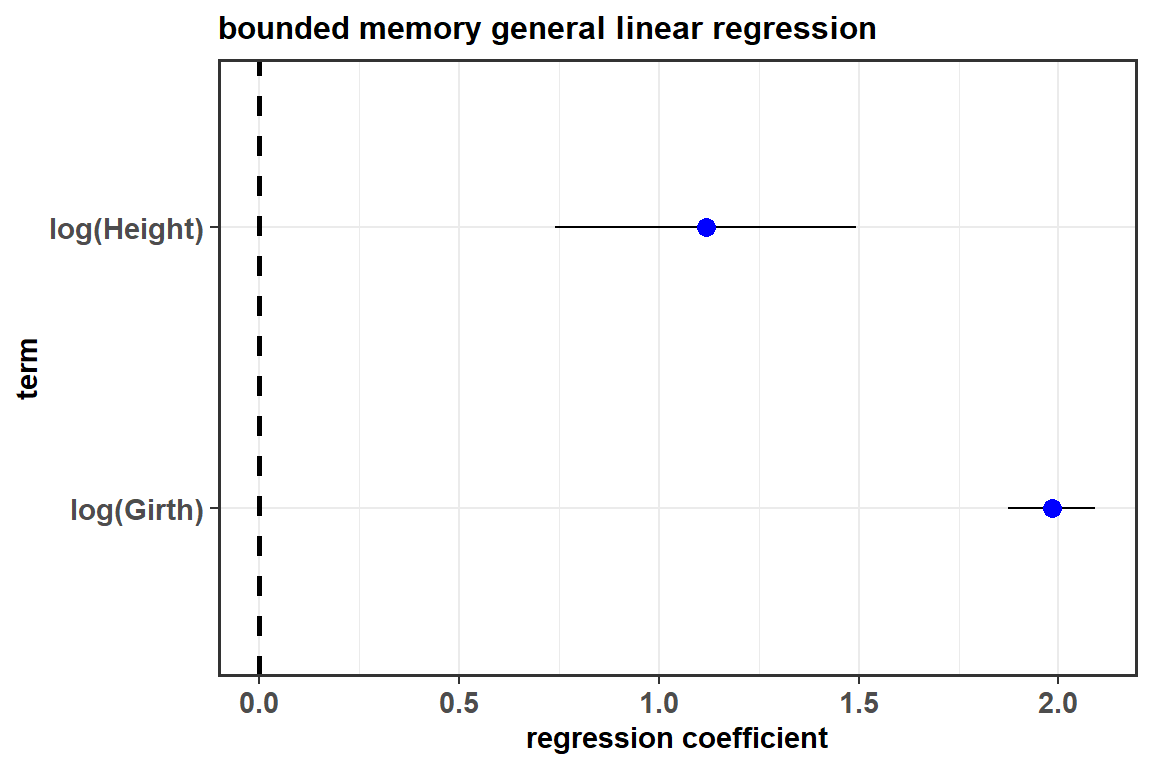 bounded memory general linear regression
log(Height)
term
log(Girth)
0.0 0.5 1.0 1.5 2.0
regression coefficient